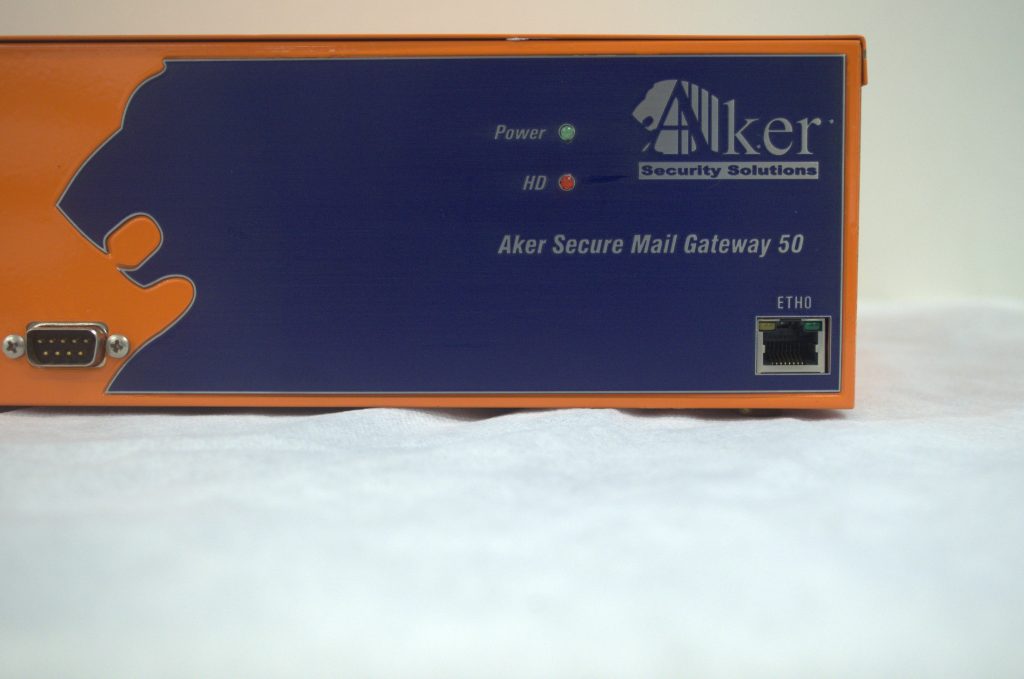 Power
Aker
HD
Security Solutions
Aker Secure Mail Gateway 50
ETH0